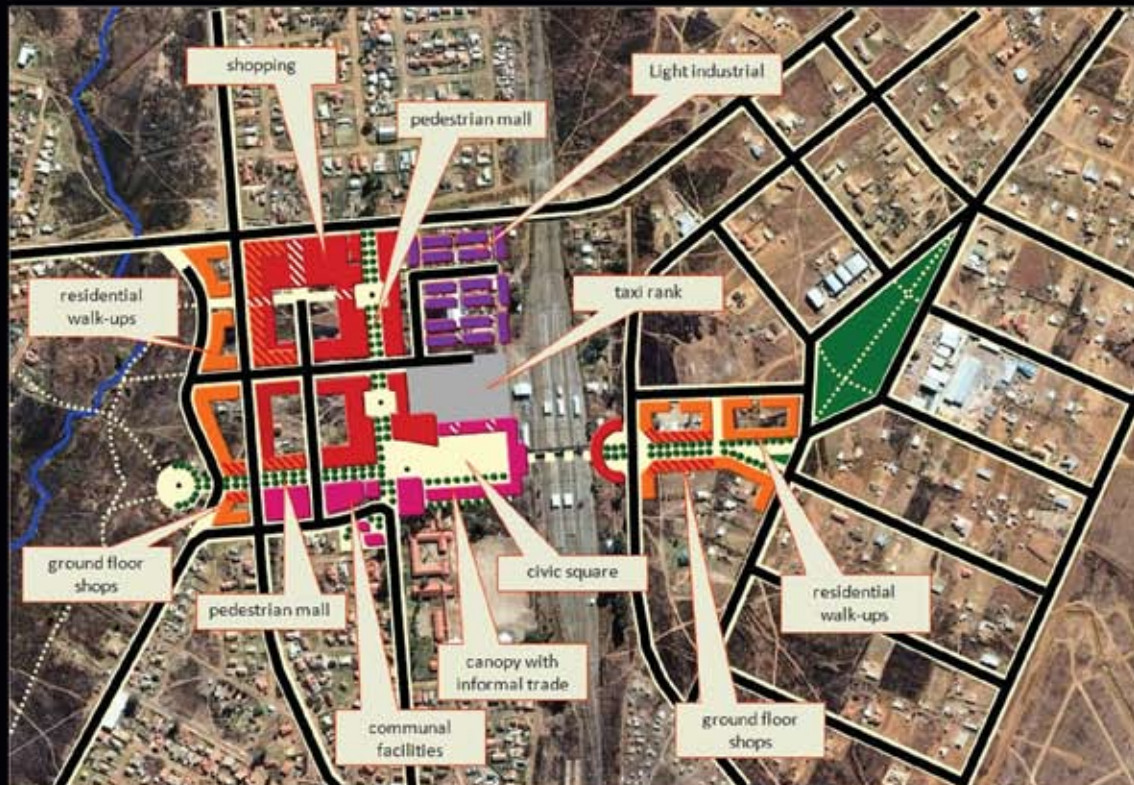 shopping
Light industrial
pedestrian mall
residential
walk-ups
taxi rank
ground floor
shops
pedestrian mall
civic square
residential
walk-ups
canopy with
informal trade
communal
facilities
ground floor
shops